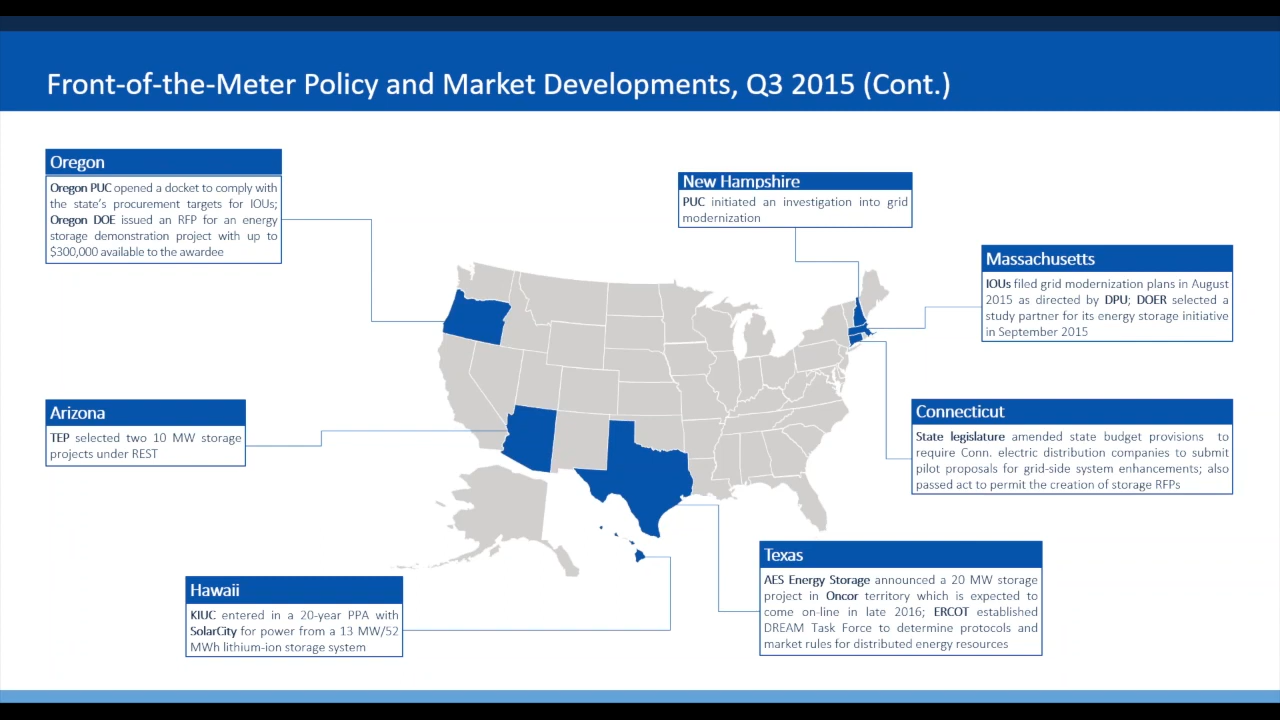 Front-of-the-Meter Policy and Market Developments, Q3 2015 (Cont.)
Oregon
Oregon PUC opened a docket to comply with
the state's procurement targets for IOUs;
Oregon DOE issued an RFP for an energy
storage demonstration project with up to
$300,000 available to the awardee
New Hampshire
PUC initiated an investigation into grid
modernization
Massachusetts
IOUs filed grid modernization plans in August
2015 as directed by DPU; DOER selected a
study partner for its energy storage initiative
in September 2015
Arizona
TEP selected two 10 MW storage
projects under REST
Connecticut
State legislature amended state budget provisions to
require Conn. electric distribution companies to submit
pilot proposals for grid-side system enhancements; also
passed act to permit the creation of storage RFPs
Texas
AES Energy Storage announced a 20 MW storage
project in Oncor territory which is expected to
come on-line in late 2016; ERCOT established
DREAM Task Force to determine protocols and
market rules for distributed energy resources
Hawaii
KIUC entered in a 20-year PPA with
SolarCity for power from a 13 MW/52
MWh lithium-ion storage system